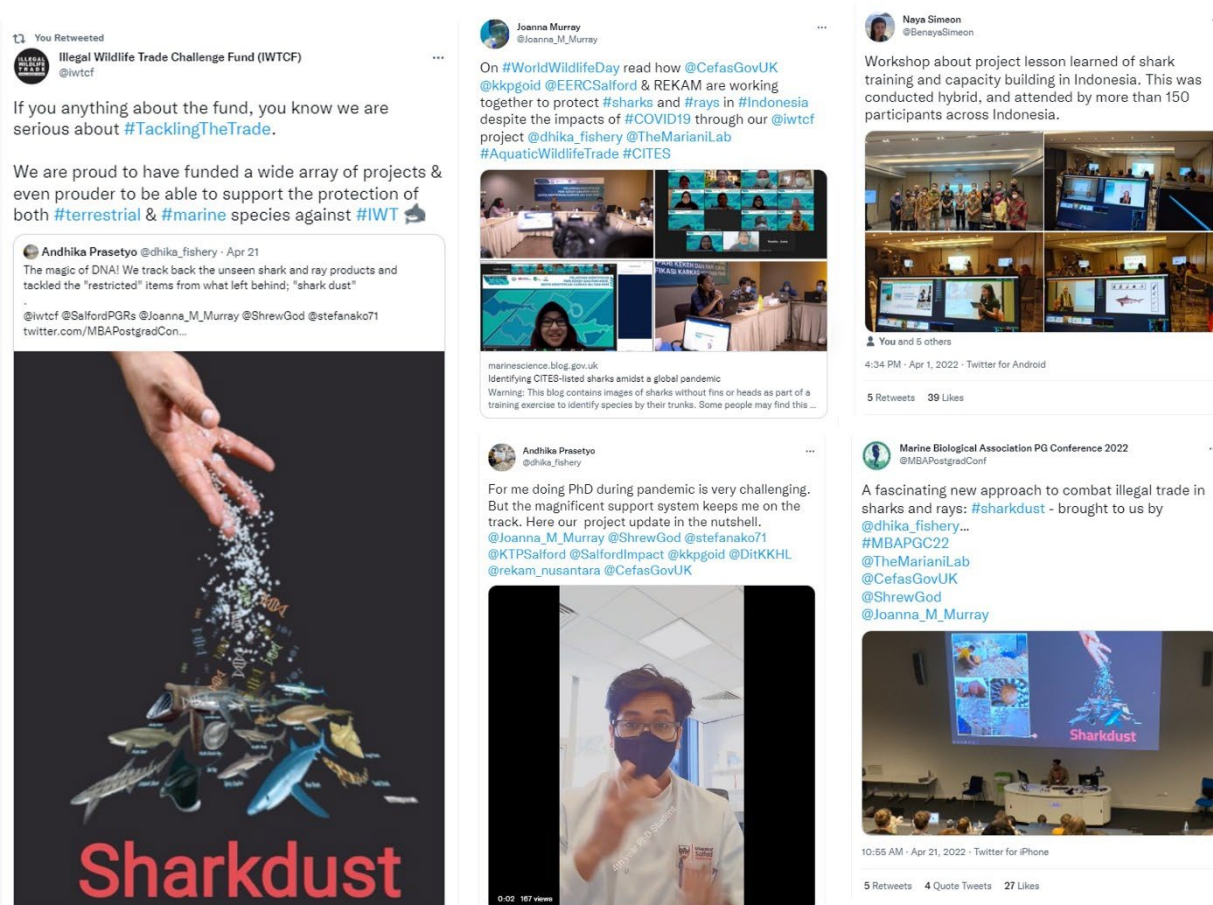 You Retweeted
ILLEGAL
WILDLIFE
TRADE
Illegal Wildlife Trade Challenge Fund (IWTCF)
@iwtcf
If you anything about the fund, you know we are
serious about #TacklingTheTrade.
We are proud to have funded a wide array of projects &
even prouder to be able to support the protection of
both #terrestrial & #marine species against #IWT
Andhika Prasetyo @dhika_fishery · Apr 21
The magic of DNA! We track back the unseen shark and ray products and
tackled the "restricted" items from what left behind; "shark dust"
.
@iwtcf @SalfordPGRs @Joanna_M_Murray @ShrewGod @stefanako71
twitter.com/MBAPostgradCon...
Sharkdust
Joanna Murray
@Joanna_M_Murray
On #WorldWildlifeDay read how @CefasGovUK
@kkpgoid @EERCSalford & REKAM are working
together to protect #sharks and #rays in #Indonesia
despite the impacts of #COVID19 through our @iwtcf
project @dhika_fishery @TheMarianiLab
#AquaticWildlifeTrade #CITES
marinescience.blog.gov.uk
Identifying CITES-listed sharks amidst a global pandemic
Warning: This blog contains images of sharks without fins or heads as part of a
training exercise to identify species by their trunks. Some people may find this ...
Andhika Prasetyo
@dhika_fishery
For me doing PhD during pandemic is very challenging.
But the magnificent support system keeps me on the
track. Here our project update in the nutshell.
@Joanna_M_Murray @ShrewGod @stefanako71
@KTPSalford @SalfordImpact @kkpgoid @DitKKHL
@rekam_nusantara @CefasGovUK
0:02 167 views
Naya Simeon
@BenayaSimeon
Workshop about project lesson learned of shark
training and capacity building in Indonesia. This was
conducted hybrid, and attended by more than 150
participants across Indonesia.
You and 5 others
4:34 PM · Apr 1, 2022 · Twitter for Android
5 Retweets 39 Likes
Marine Biological Association PG Conference 2022
@MBAPostgradConf
A fascinating new approach to combat illegal trade in
sharks and rays: #sharkdust - brought to us by
@dhika_fishery...
#MBAPGC22
@TheMarianiLab
@CefasGovUK
@ShrewGod
@Joanna_M_Murray
Sharkdust
10:55 AM · Apr 21, 2022 · Twitter for iPhone
5 Retweets 4 Quote Tweets 27 Likes